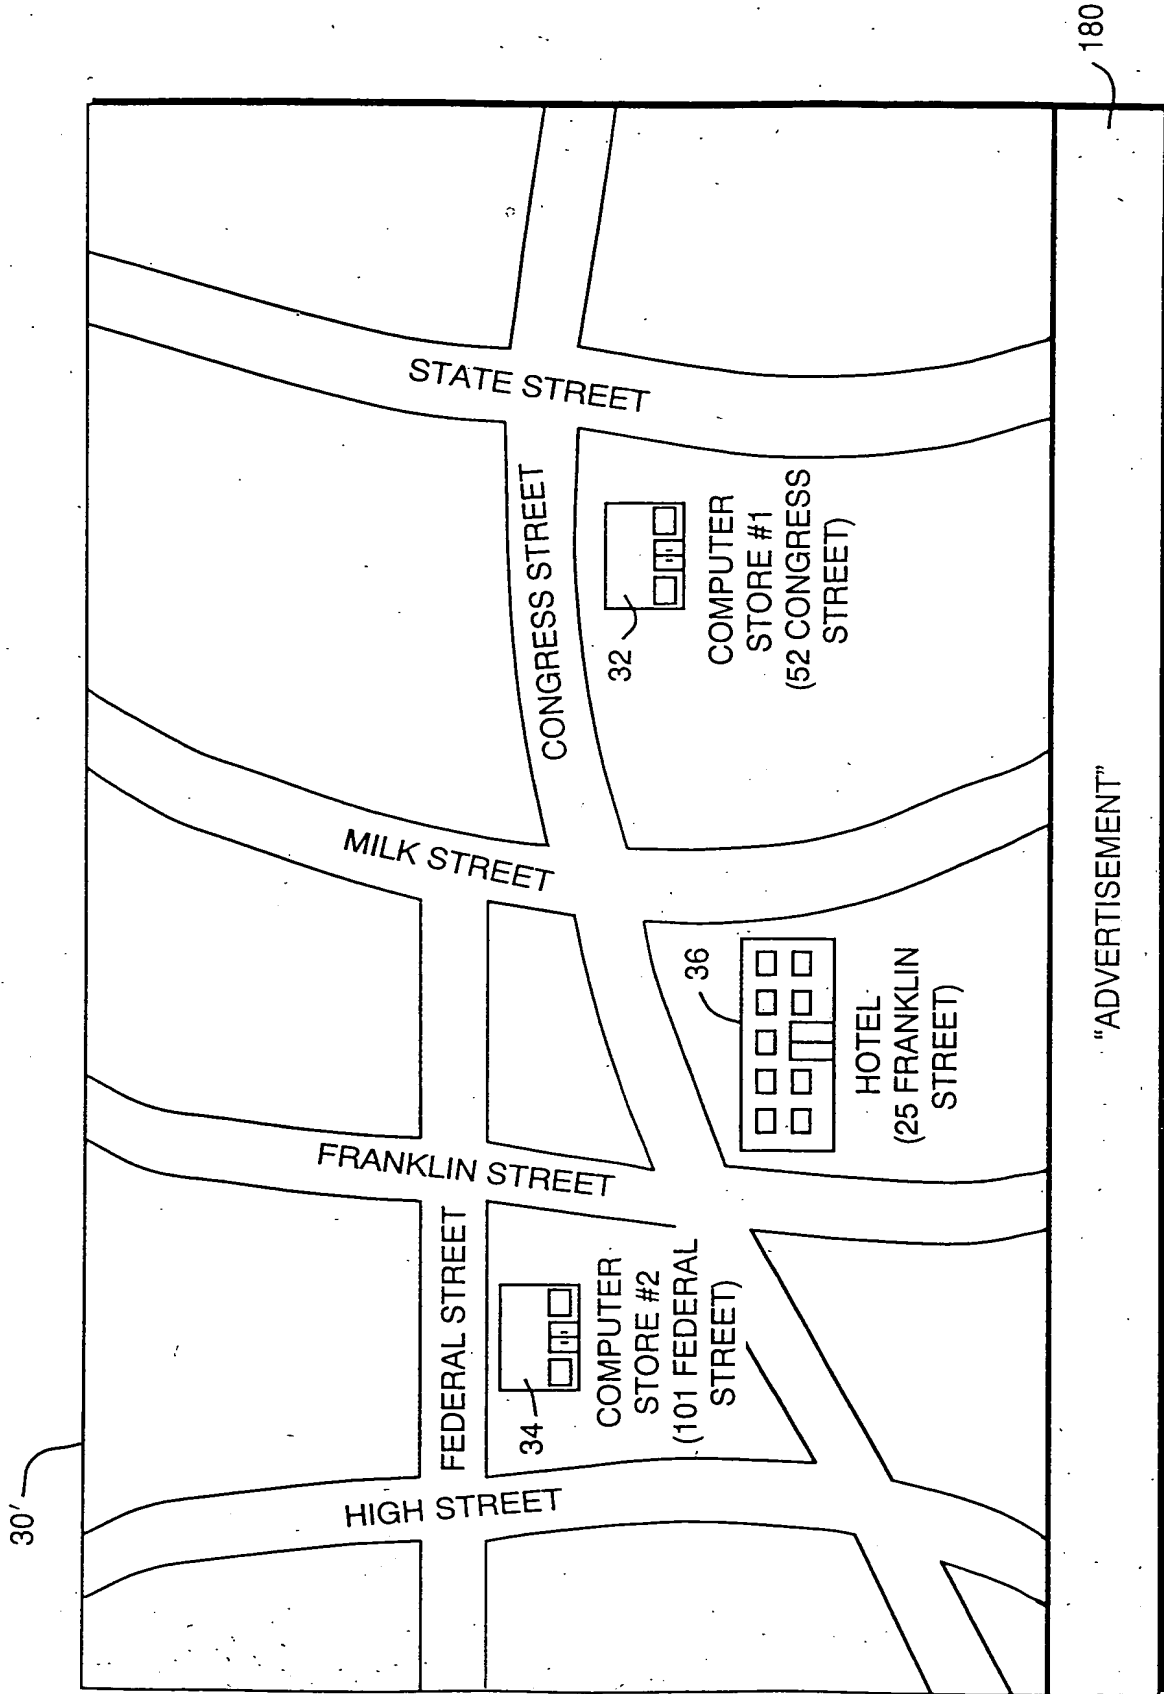 30'
HIGH STREET
FEDERAL STREET
FRANKLIN STREET
MILK STREET
CONGRESS STREET
STATE STREET
34
COMPUTER
STORE #2
(101 FEDERAL
STREET)
36
HOTEL
(25 FRANKLIN
STREET)
32
COMPUTER
STORE #1
(52 CONGRESS
STREET)
"ADVERTISEMENT"
180